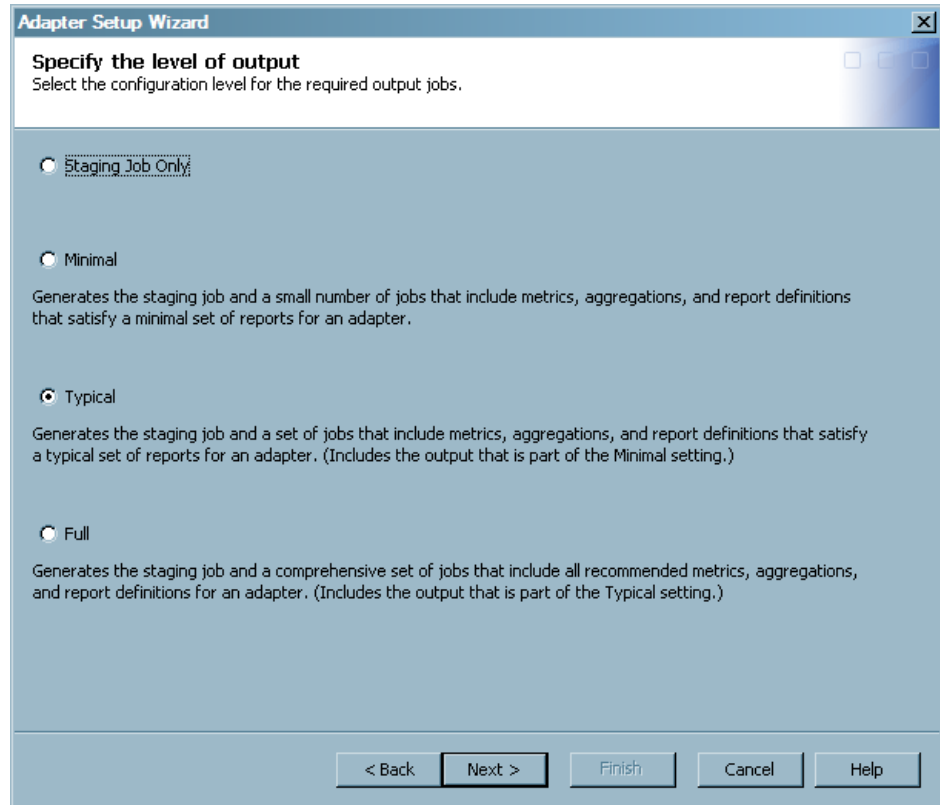 Adapter Setup Wizard
Specify the level of output
Select the configuration level for the required output jobs.
Staging Job Only
Minimal
Generates the staging job and a small number of jobs that include metrics, aggregations, and report definitions
that satisfy a minimal set of reports for an adapter.
Typical
Generates the staging job and a set of jobs that include metrics, aggregations, and report definitions that satisfy
a typical set of reports for an adapter. (Includes the output that is part of the Minimal setting.)
Full
Generates the staging job and a comprehensive set of jobs that include all recommended metrics, aggregations,
and report definitions for an adapter. (Includes the output that is part of the Typical setting.)
< Back Next > Finish Cancel Help